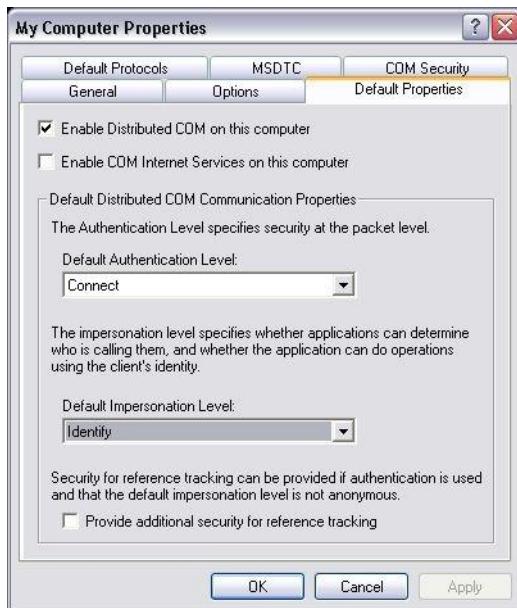 My Computer Properties
Default Protocols
MSDTC
COM Security
General
Options
Default Properties
Enable Distributed COM on this computer
Enable COM Internet Services on this computer
Default Distributed COM Communication Properties
The Authentication Level specifies security at the packet level.
Default Authentication Level:
Connect
The impersonation level specifies whether applications can determine
who is calling them, and whether the application can do operations
using the client's identity.
Default Impersonation Level:
Identify
Security for reference tracking can be provided if authentication is used
and that the default impersonation level is not anonymous.
Provide additional security for reference tracking
OK
Cancel
Apply